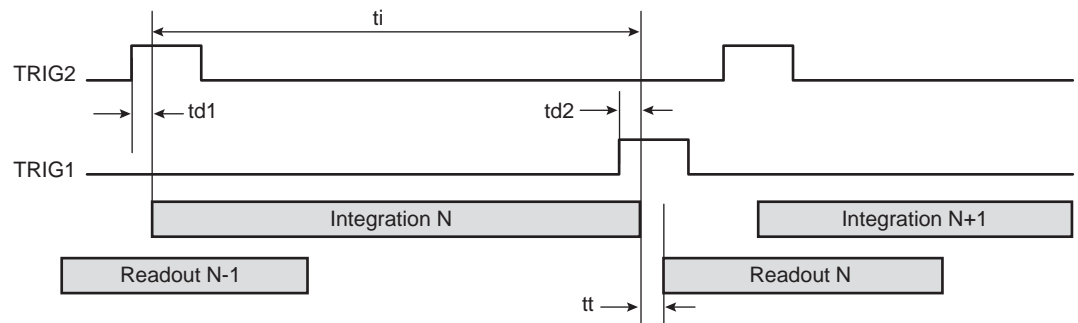 ti
TRIG2
td1
td2
TRIG1
Integration N
Integration N+1
Readout N-1
Readout N
tt